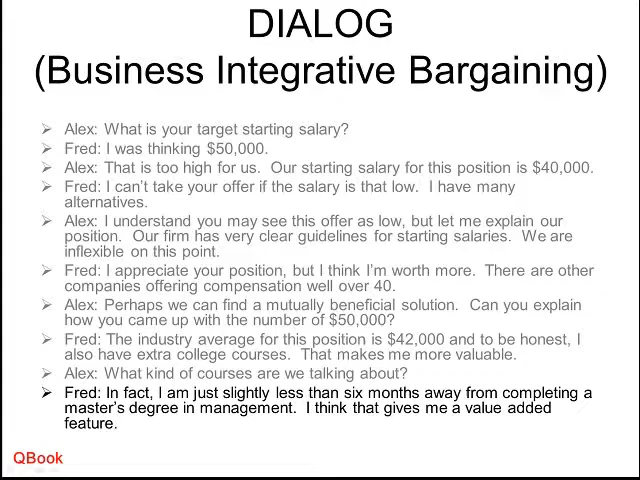 DIALOG
(Business Integrative Bargaining)
➢ Alex: What is your target starting salary?
➢ Fred: I was thinking $50,000.
➢ Alex: That is too high for us. Our starting salary for this position is $40,000.
➢ Fred: I can't take your offer if the salary is that low. I have many
alternatives.
➢ Alex: I understand you may see this offer as low, but let me explain our
position. Our firm has very clear guidelines for starting salaries. We are
inflexible on this point.
➢ Fred: I appreciate your position, but I think I'm worth more. There are other
companies offering compensation well over 40.
➢ Alex: Perhaps we can find a mutually beneficial solution. Can you explain
how you came up with the number of $50,000?
➢ Fred: The industry average for this position is $42,000 and to be honest, I
also have extra college courses. That makes me more valuable.
➢ Alex: What kind of courses are we talking about?
➢ Fred: In fact, I am just slightly less than six months away from completing a
master's degree in management. I think that gives me a value added
feature.
QBook